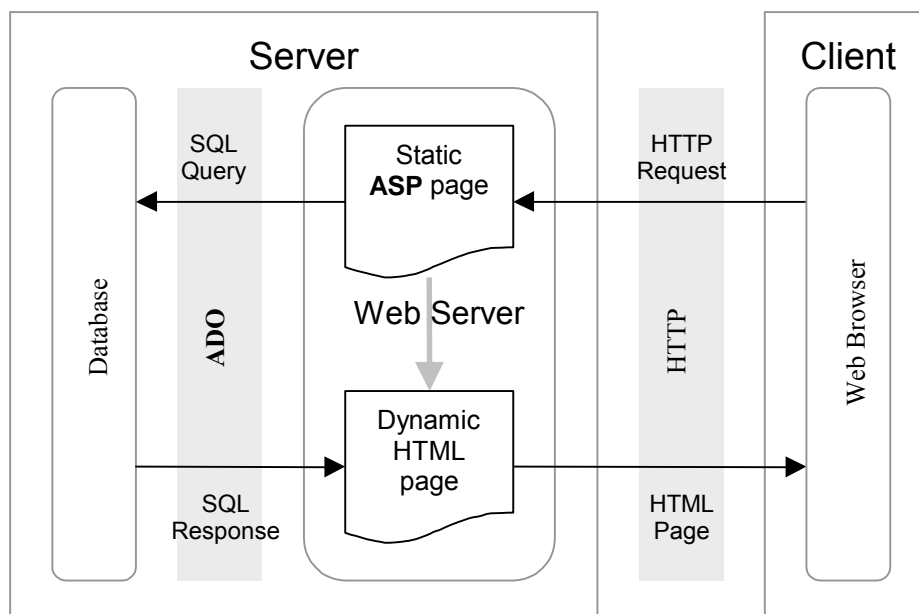 Server
Client
SQL
Query
Static
ASP page
HTTP
Request
Database
ADO
Web Server
HTTP
Web Browser
Dynamic
HTML
page
SQL
Response
HTML
Page